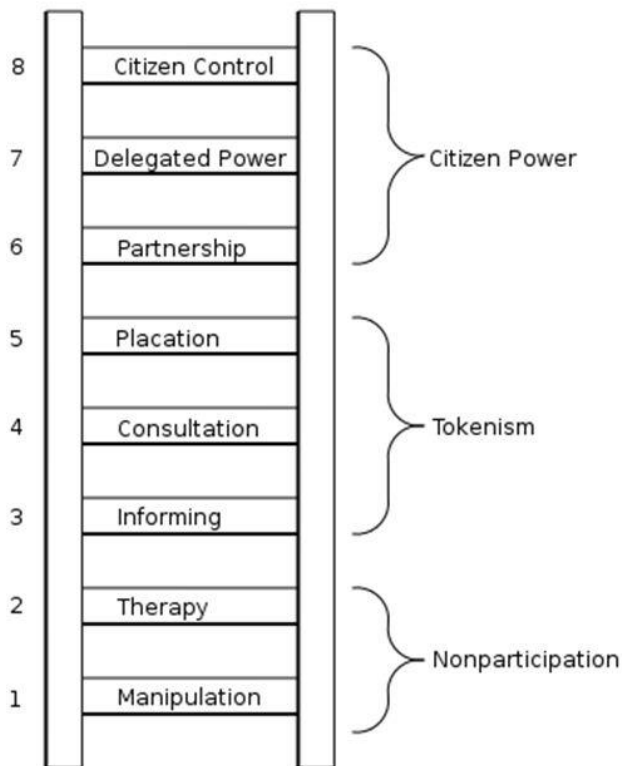 8 Citizen Control
7 Delegated Power Citizen Power
6 Partnership
5 Placation
4 Consultation Tokenism
3 Informing
2 Therapy
Nonparticipation
1 Manipulation